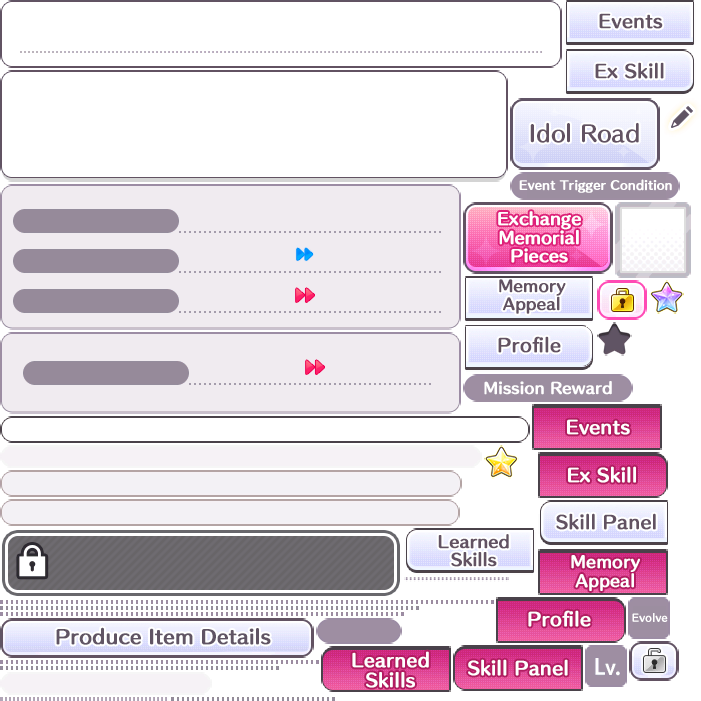 Events
Ex Skill
Idol Road
Event Trigger Condition
Exchange
Memorial
Pieces
Memory
Appeal
Profile
Mission Reward
Events
Ex Skill
Skill Panel
Learned
Skills
Memory
Appeal
Profile
Evolve
Produce Item Details
Learned
Skills
Skill Panel
Lv.